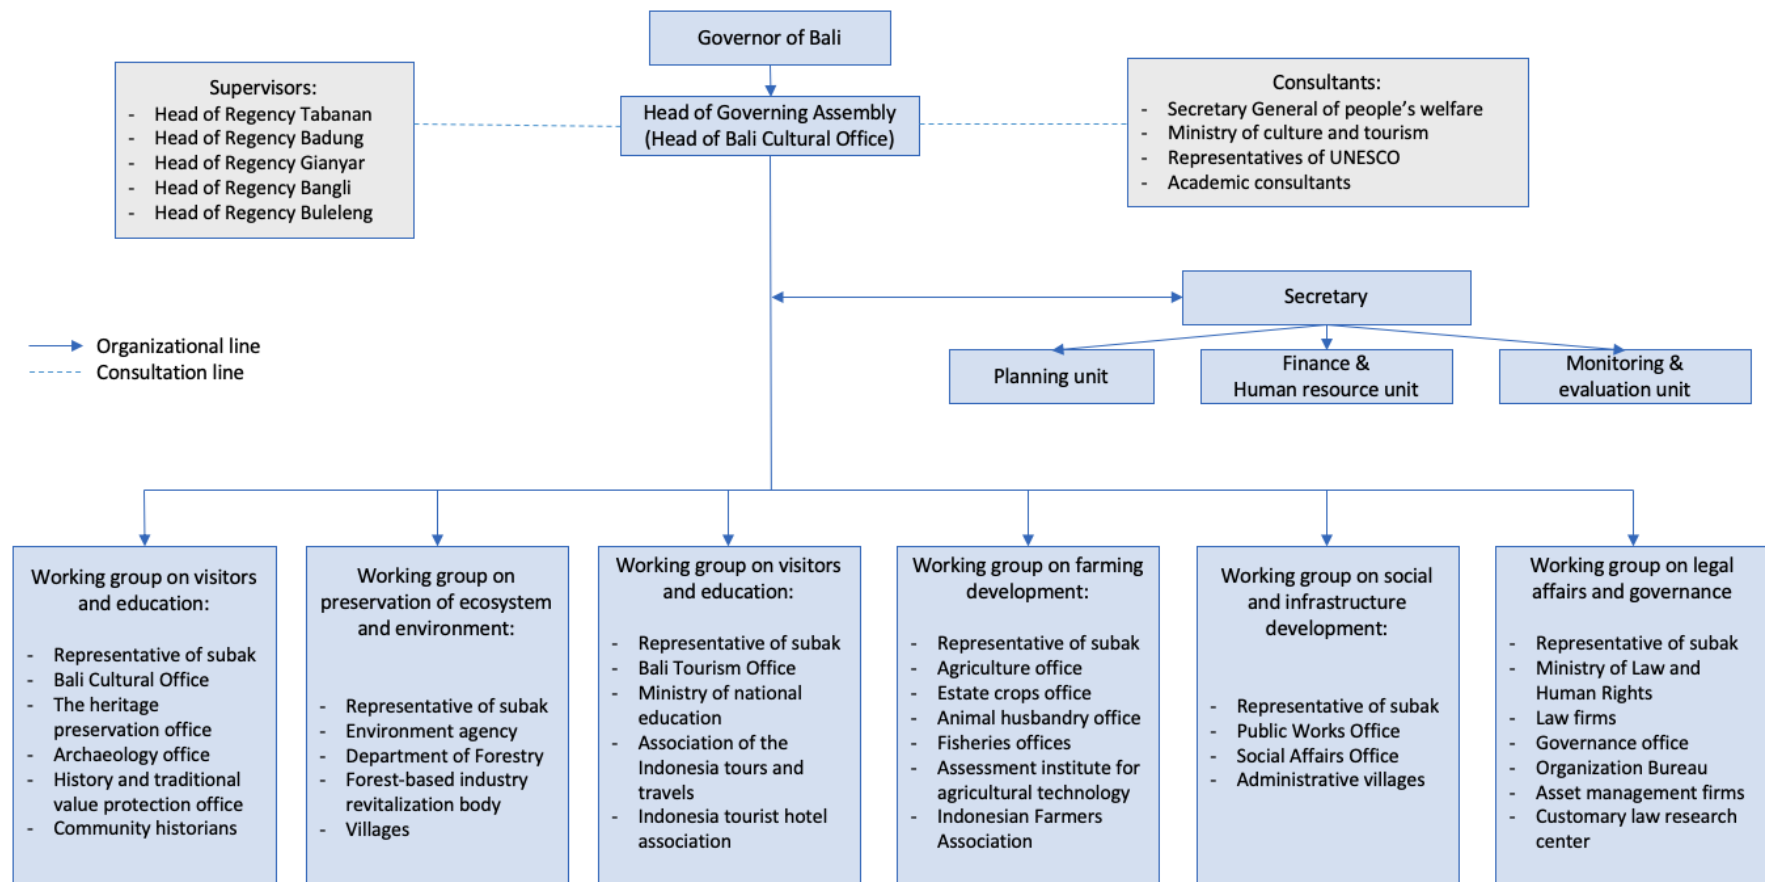 Governor of Bali
Supervisors:
- Head of Regency Tabanan
- Head of Regency Badung
- Head of Regency Gianyar
- Head of Regency Bangli
- Head of Regency Buleleng
Head of Governing Assembly
(Head of Bali Cultural Office)
Consultants:
- Secretary General of people's welfare
- Ministry of culture and tourism
- Representatives of UNESCO
- Academic consultants
Secretary
Organizational line
Consultation line
Planning unit
Finance &
Human resource unit
Monitoring &
evaluation unit
Working group on visitors
and education:
- Representative of subak
- Bali Cultural Office
- The heritage
preservation office
- Archaeology office
- History and traditional
value protection office
- Community historians
Working group on
preservation of ecosystem
and environment:
- Representative of subak
- Environment agency
- Department of Forestry
- Forest-based industry
revitalization body
- Villages
Working group on visitors
and education:
- Representative of subak
- Bali Tourism Office
- Ministry of national
education
- Association of the
Indonesia tours and
travels
- Indonesia tourist hotel
association
Working group on farming
development:
- Representative of subak
- Agriculture office
- Estate crops office
- Animal husbandry office
- Fisheries offices
- Assessment institute for
agricultural technology
- Indonesian Farmers
Association
Working group on social
and infrastructure
development:
- Representative of subak
- Public Works Office
- Social Affairs Office
- Administrative villages
Working group on legal
affairs and governance
- Representative of subak
- Ministry of Law and
Human Rights
- Law firms
- Governance office
- Organization Bureau
- Asset management firms
- Customary law research
center